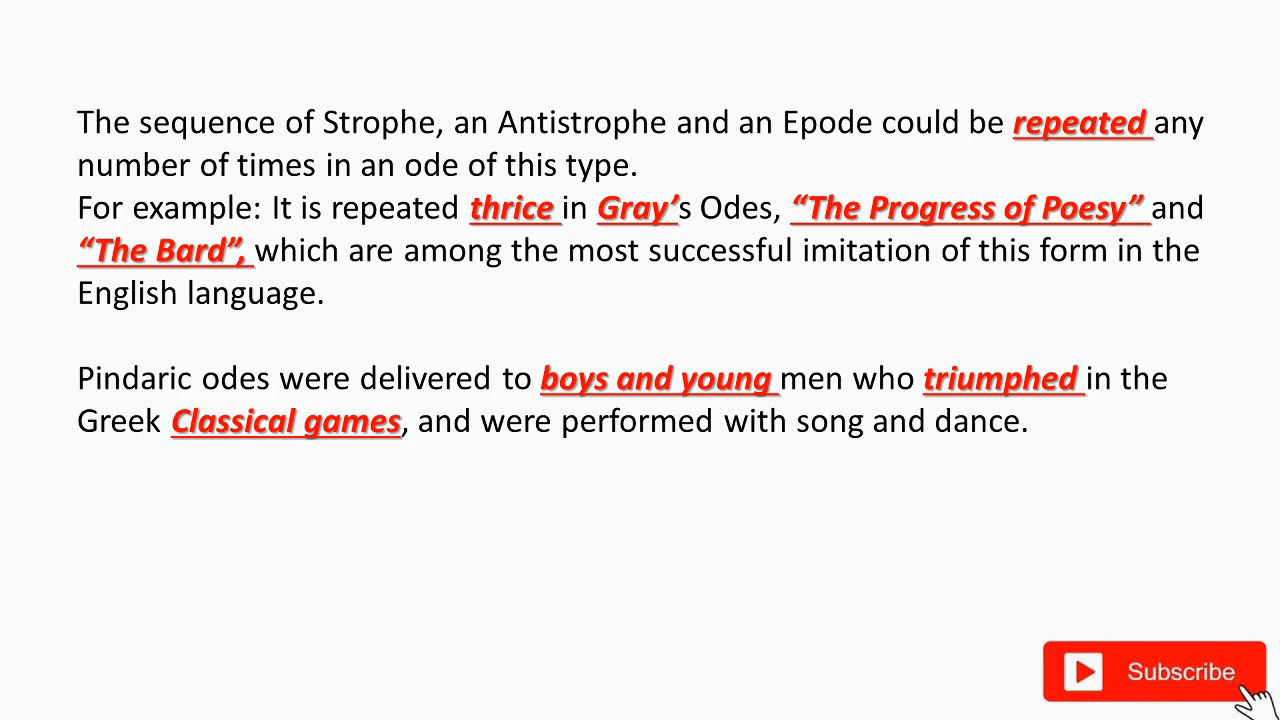 The sequence of Strophe, an Antistrophe and an Epode could be repeated any
number of times in an ode of this type.
For example: It is repeated thrice in Gray’s Odes, “The Progress of Poesy” and
“The Bard”, which are among the most successful imitation of this form in the
English language.
Pindaric odes were delivered to boys and young men who triumphed in the
Greek Classical games, and were performed with song and dance.
Subscribe